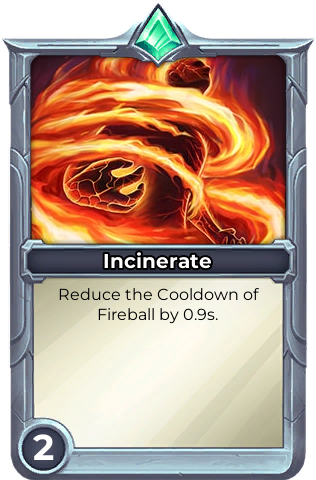 Incinerate
Reduce the Cooldown of
Fireball by 0.9s.
2